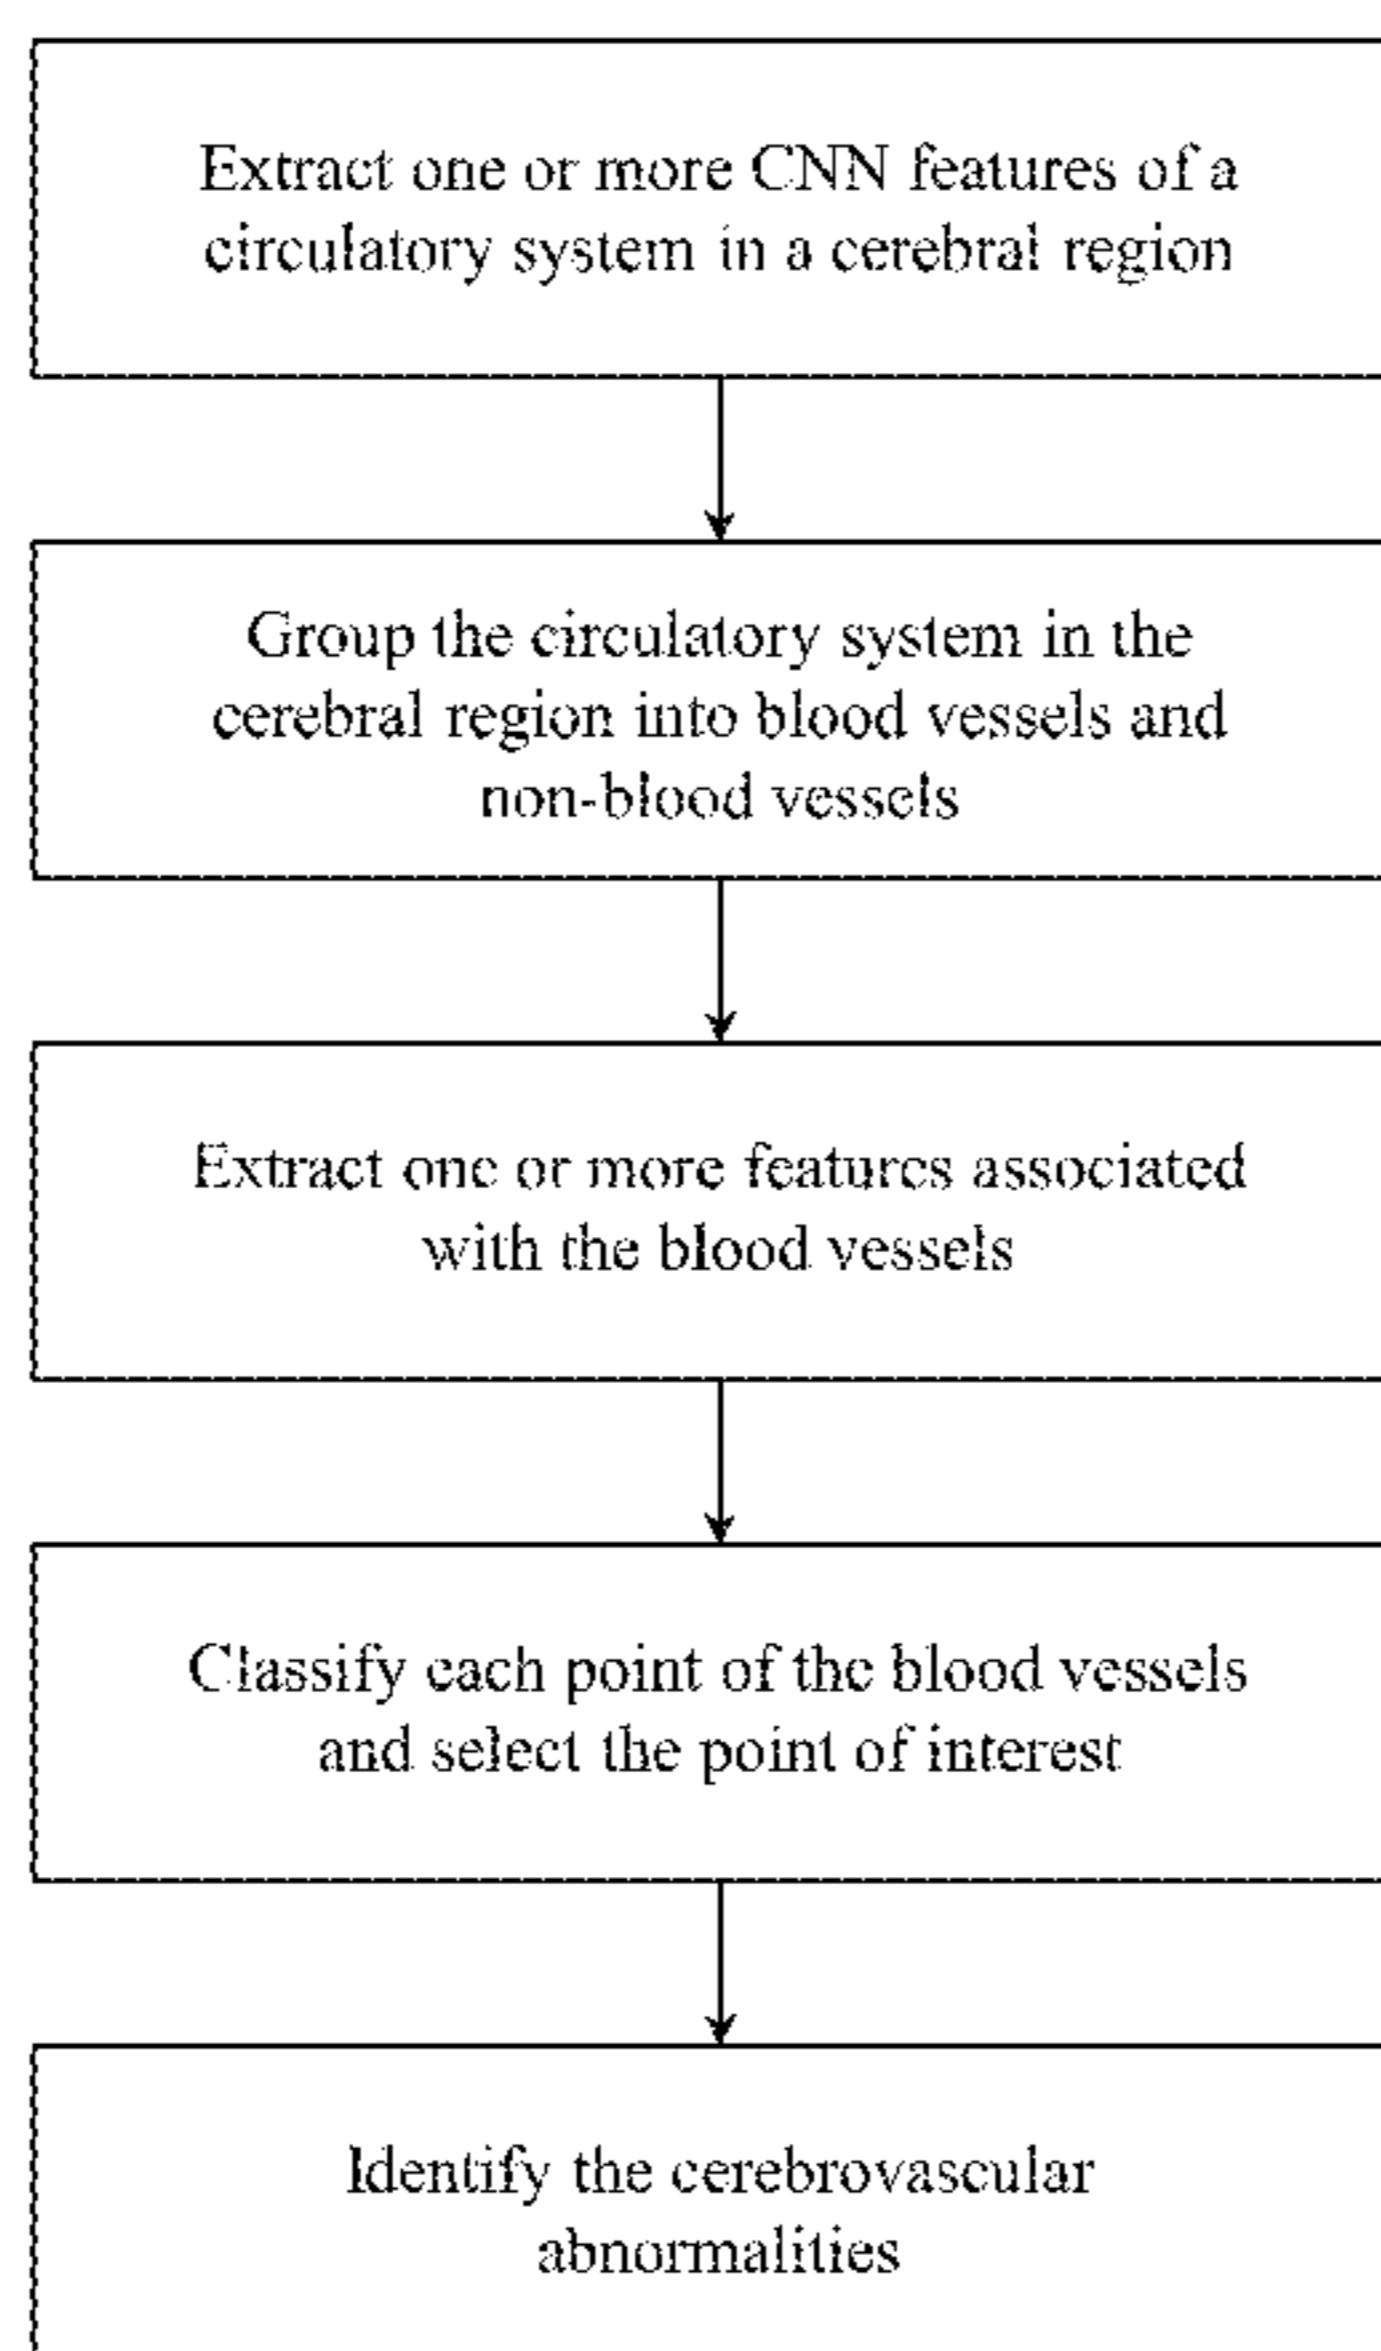 Extract one or more CNN features of a
circulatory system in a cerebral region
Group the circulatory system in the
cerebral region into blood vessels and
non-blood vessels
Extract one or more features associated
with the blood vessels
Classify each point of the blood vessels
and select the point of interest
Identify the cerebrovascular
abnormalities